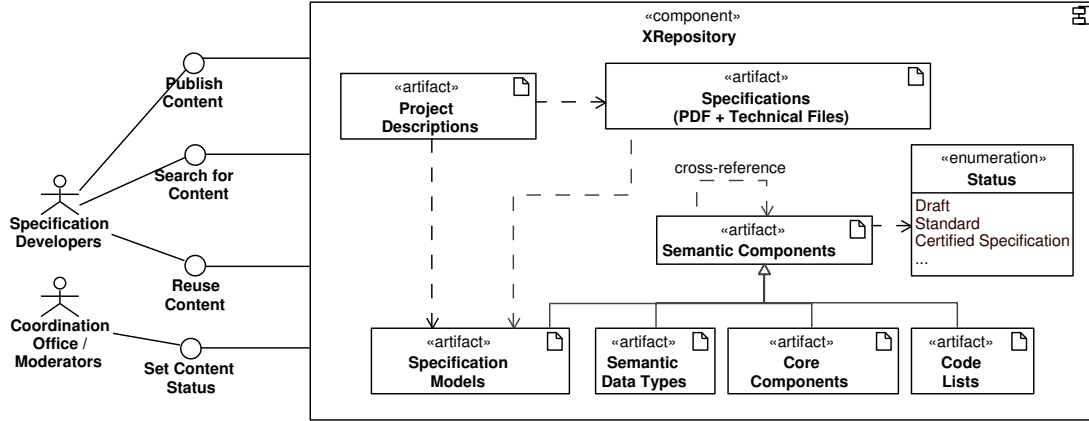 «component»
XRepository
Publish
Content
Search for
Content
Specification
Developers
Reuse
Content
Coordination
Office /
Moderators
Set Content
Status
«artifact»
Project
Descriptions
«artifact»
Specifications
(PDF + Technical Files)
cross-reference
«artifact»
Semantic Components
«enumeration»
Status
Draft
Standard
Certified Specification
...
«artifact»
Specification
Models
«artifact»
Semantic
Data Types
«artifact»
Core
Components
«artifact»
Code
Lists